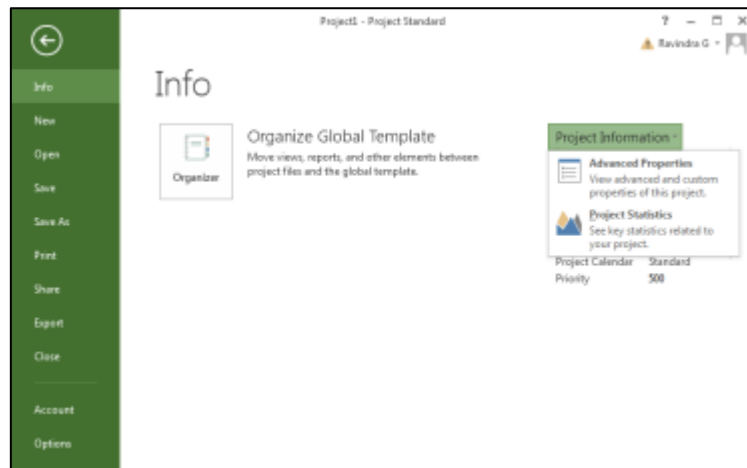 Project1 - Project Standard
?
Ravindra G
Info
Info
New
Open
Save
Save As
Print
Share
Export
Close
Account
Options
Organizer
Organize Global Template
Move views, reports, and other elements between
project files and the global template.
Project Information
Advanced Properties
View advanced and custom
properties of this project.
Project Statistics
See key statistics related to
your project.
Project Calendar Standard
Priority 500